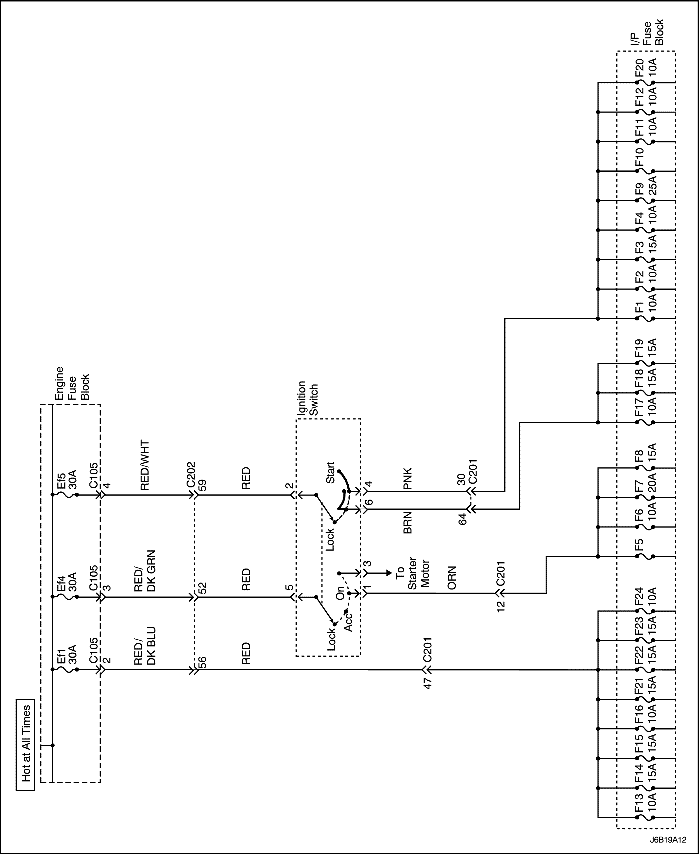 Hot at All Times
Engine
Fuse
Block
Ef1
30A
Ef4
30A
Ef5
30A
2
C105
3
C105
4
C105
RED/
DK BLU
RED/
DK GRN
RED/WHT
56
52
59
C202
RED
RED
RED
5
2
Ignition
Switch
Lock
Acc
On
Lock
Start
1
3
6
4
To
Starter
Motor
ORN
BRN
PNK
47
C201
12
C201
64
30
C201
F13
10A
F14
15A
F15
15A
F16
10A
F21
15A
F22
15A
F23
15A
F24
10A
F5
F6
10A
F7
20A
F8
15A
F17
10A
F18
15A
F19
15A
F1
10A
F2
10A
F3
15A
F4
10A
F9
25A
F10
F11
10A
F12
10A
F20
10A
I/P
Fuse
Block
J6B19A12